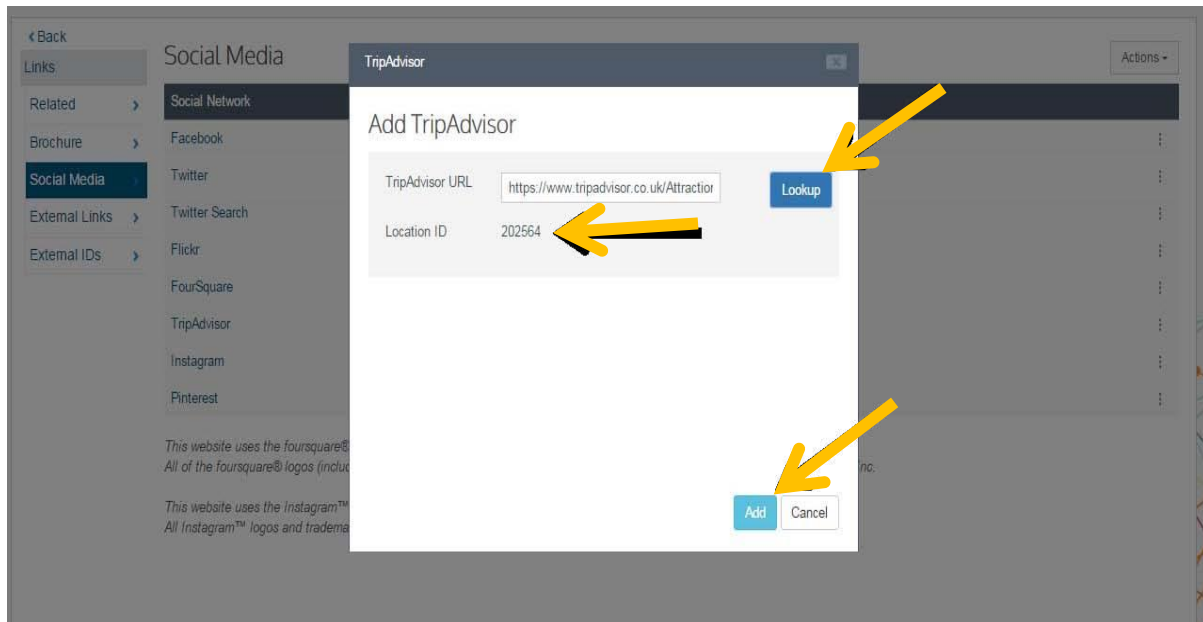 Back
Links
Related
Brochure
Social Media
External Links
External IDs
Social Media
Actions
Social Network
Facebook
Twitter
Twitter Search
Flickr
FourSquare
TripAdvisor
Instagram
Pinterest
This website uses the foursquare®
All of the foursquare® logos (inclu
nc.
This website uses the Instagram™
All Instagram™ logos and tradema
TripAdvisor
Add TripAdvisor
TripAdvisor URL https://www.tripadvisor.co.uk/Attraction Lookup
Location ID 202564
Add Cancel